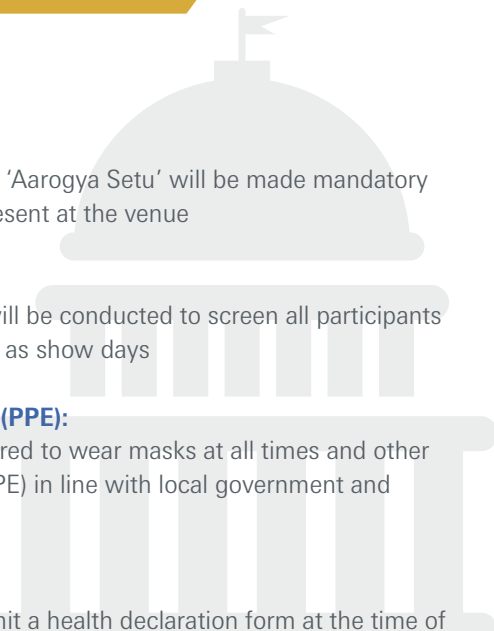 'Aarogya Setu' will be made mandatory
esent at the venue
will be conducted to screen all participants
as show days
(PPE):
red to wear masks at all times and other
PE) in line with local government and
nit a health declaration form at the time of